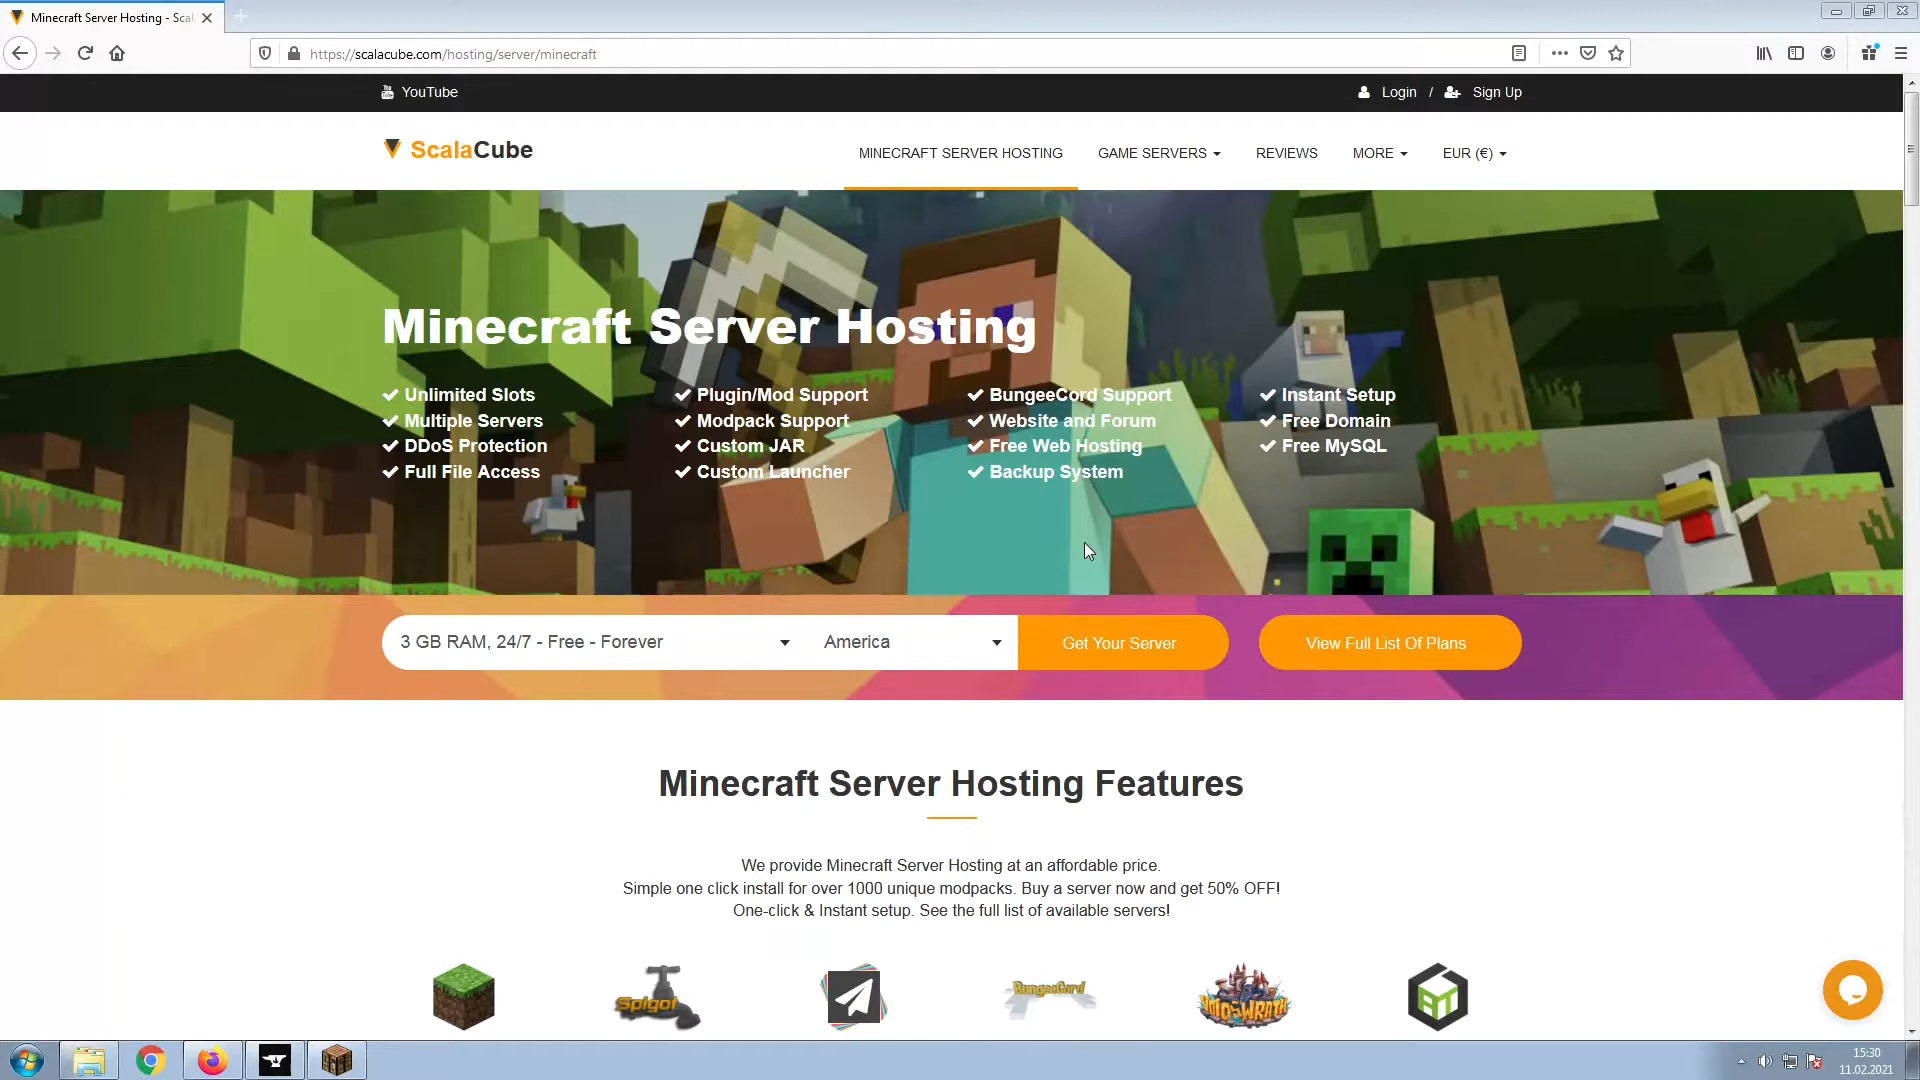 Minecraft Server Hosting - Scal
https://scalacube.com/hosting/server/minecraft
YouTube
Login / Sign Up
ScalaCube
MINECRAFT SERVER HOSTING
GAME SERVERS
REVIEWS
MORE
EUR (€)
Minecraft Server Hosting
Unlimited Slots
Multiple Servers
DDoS Protection
Full File Access
Plugin/Mod Support
Modpack Support
Custom JAR
Custom Launcher
BungeeCord Support
Website and Forum
Free Web Hosting
Backup System
Instant Setup
Free Domain
Free MySQL
3 GB RAM, 24/7 - Free - Forever
America
Get Your Server
View Full List Of Plans
Minecraft Server Hosting Features
We provide Minecraft Server Hosting at an affordable price.
Simple one click install for over 1000 unique modpacks. Buy a server now and get 50% OFF!
One-click & Instant setup. See the full list of available servers!
Spigot
BungeeCord
VOIDSWRATH
15:30
11.02.2021